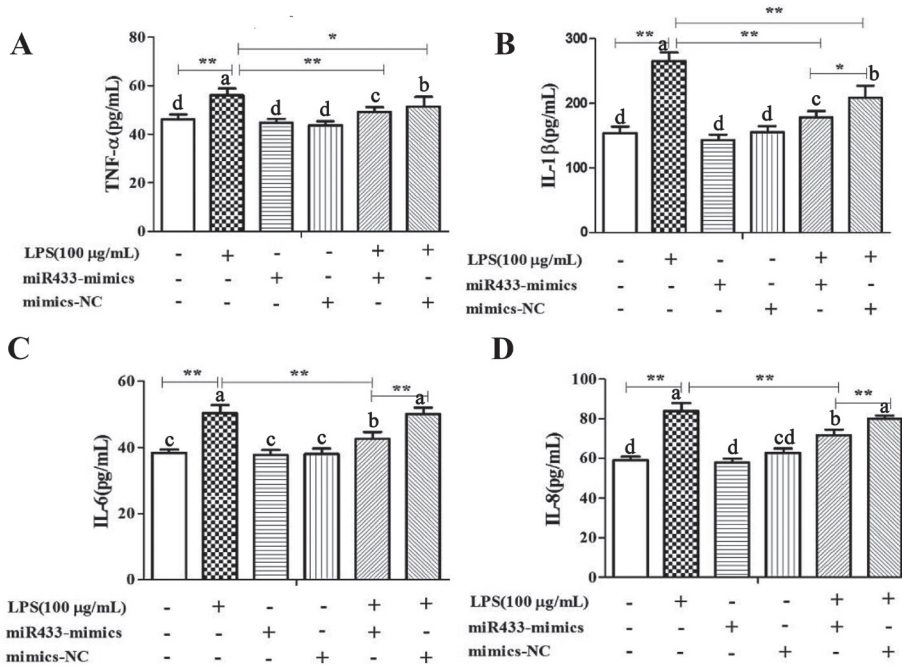 A
** ** *
a
d d d c b
TNF-α(pg/mL)
80
60
40
20
0
LPS(100 μg/mL) - + - - + +
miR433-mimics - - + - + -
mimics-NC - - - + - +
B
** ** ** *
a
d d d c b
IL-1β(pg/mL)
300
200
100
0
LPS(100 μg/mL) - + - - + +
miR433-mimics - - + - + -
mimics-NC - - - + - +
C
** ** **
a a
c c c b
IL-6(pg/mL)
60
40
20
0
LPS(100 μg/mL) - + - - + +
miR433-mimics - - + - + -
mimics-NC - - - + - +
D
** ** **
a a
d d cd b
IL-8(pg/mL)
100
80
60
40
20
0
LPS(100 μg/mL) - + - - + +
miR433-mimics - - + - + -
mimics-NC - - - + - +